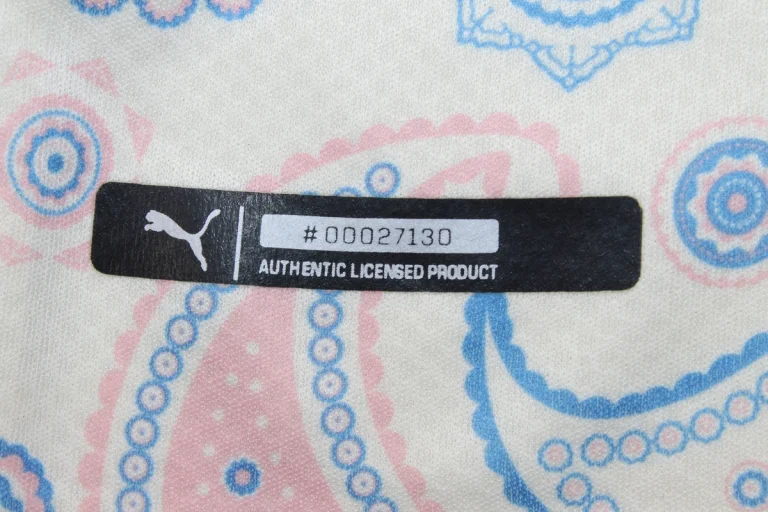 #00027130
AUTHENTIC LICENSED PRODUCT